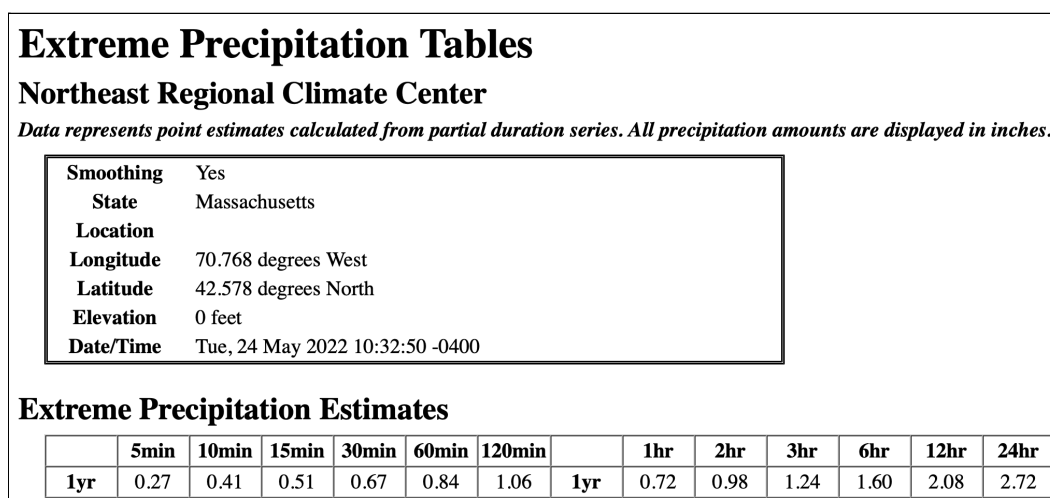 Extreme Precipitation Tables
Northeast Regional Climate Center
Data represents point estimates calculated from partial duration series. All precipitation amounts are displayed in inches.
Smoothing Yes
State Massachusetts
Location
Longitude 70.768 degrees West
Latitude 42.578 degrees North
Elevation 0 feet
Date/Time Tue, 24 May 2022 10:32:50 -0400
Extreme Precipitation Estimates
5min 10min 15min 30min 60min 120min 1hr 2hr 3hr 6hr 12hr 24hr
1yr 0.27 0.41 0.51 0.67 0.84 1.06 1yr 0.72 0.98 1.24 1.60 2.08 2.72